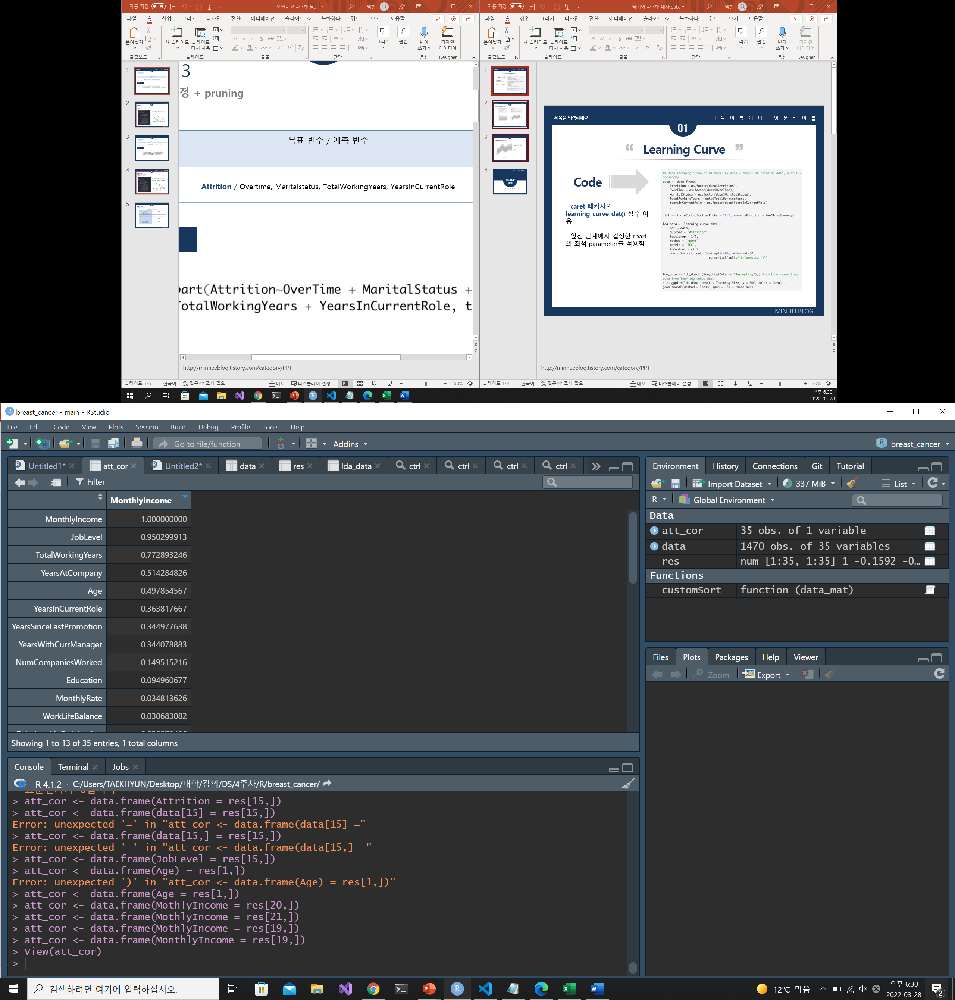 자동 저장 끔
모델비교_4주차_남...
택현
파일 홈 삽입 그리기 디자인 전환 애니메이션 슬라이드 쇼 녹화하다 검토 보기 도움말
붙여넣기
새 슬라이드
슬라이드 다시 사용
그리기
편집
받아 쓰기
디자인 아이디어
클립보드 슬라이드 글꼴 단락 음성 Designer
1
2
3
4
5
3
정 + pruning
목표 변수 / 예측 변수
Attrition / Overtime, Maritalstatus, TotalWorkingYears, YearsInCurrentRole
part(Attrition~OverTime + MaritalStatus +
TotalWorkingYears + YearsInCurrentRole, t
http://minheeblog.tistory.com/category/PPT
슬라이드 1/5 한국어 접근성: 조사 필요 메모 디스플레이 설정 150%
자동 저장 끔
남서아_4주차_데사.pptx
택현
파일 홈 삽입 그리기 디자인 전환 애니메이션 슬라이드 쇼 녹화하다 검토 보기 도움말
붙여넣기
새 슬라이드
슬라이드 다시 사용
그리기
편집
받아 쓰기
디자인 아이디어
클립보드 슬라이드 글꼴 단락 음성 Designer
1
2
3
4
THANK YOU
제목을 입력하세요
과 목 이 름 이 나 영 문 타 이 틀
01
“ Learning Curve ”
Code
- caret 패키지의
learning_curve_dat() 함수 이
용
- 앞선 단계에서 결정한 rpart
의 최적 parameter를 적용함
## Draw learning curve of DT model (x axis - amount of training data, y axis -
accuracy)
data <- data.frame(
Attrition = as.factor(data$Attrition),
OverTime = as.factor(data$OverTime),
MaritalStatus = as.factor(data$MaritalStatus),
TotalWorkingYears = data$TotalWorkingYears,
YearsInCurrentRole = as.factor(data$YearsInCurrentRole)
)
ctrl <- trainControl(classProbs = TRUE, summaryFunction = twoClassSummary)
lda_data <- learning_curve_dat(
dat = data,
outcome = "Attrition",
test_prop = 1/4,
method = "rpart",
metric = "ROC",
trControl = ctrl,
control=rpart.control(minsplit=90, minbucket=30,
parms=list(split='information')))
lda_data <- lda_data[!(lda_data$Data == "Resampling"),] # exclude resampling
data from learning curve data
p <- ggplot(lda_data, aes(x = Training_Size, y = ROC, color = Data)) +
geom_smooth(method = loess, span = .8) + theme_bw()
MINHEEBLOG
http://minheeblog.tistory.com/category/PPT
슬라이드 1/4 한국어 접근성: 조사 필요 메모 디스플레이 설정 79%
오후 6:30
2022-03-28
breast_cancer - main - RStudio
File Edit Code View Plots Session Build Debug Profile Tools Help
Go to file/function
Addins
breast_cancer
Untitled1* att_cor Untitled2* data res lda_data ctrl ctrl ctrl ctrl
Filter
MonthlyIncome
MonthlyIncome 1.000000000
JobLevel 0.950299913
TotalWorkingYears 0.772893246
YearsAtCompany 0.514284826
Age 0.497854567
YearsInCurrentRole 0.363817667
YearsSinceLastPromotion 0.344977638
YearsWithCurrManager 0.344078883
NumCompaniesWorked 0.149515216
Education 0.094960677
MonthlyRate 0.034813626
WorkLifeBalance 0.030683082
Showing 1 to 13 of 35 entries, 1 total columns
Console Terminal Jobs
R 4.1.2 · C:/Users/TAEKHYUN/Desktop/대학/강의/DS/4주차/R/breast_cancer/
> att_cor <- data.frame(Attrition = res[15,])
> att_cor <- data.frame(data[15] = res[15,])
Error: unexpected '=' in "att_cor <- data.frame(data[15] ="
> att_cor <- data.frame(data[15,] = res[15,])
Error: unexpected '=' in "att_cor <- data.frame(data[15,] ="
> att_cor <- data.frame(JobLevel = res[15,])
> att_cor <- data.frame(Age) = res[1,])
Error: unexpected ')' in "att_cor <- data.frame(Age) = res[1,])"
> att_cor <- data.frame(Age = res[1,])
> att_cor <- data.frame(MothlyIncome = res[20,])
> att_cor <- data.frame(MothlyIncome = res[21,])
> att_cor <- data.frame(MothlyIncome = res[19,])
> att_cor <- data.frame(MonthlyIncome = res[19,])
> View(att_cor)
>
Environment History Connections Git Tutorial
Import Dataset 337 MiB List
R Global Environment
Data
att_cor 35 obs. of 1 variable
data 1470 obs. of 35 variables
res num [1:35, 1:35] 1 -0.1592 -0...
Functions
customSort function (data_mat)
Files Plots Packages Help Viewer
Zoom Export
검색하려면 여기에 입력하십시오.
12°C 맑음
오후 6:30
2022-03-28
2